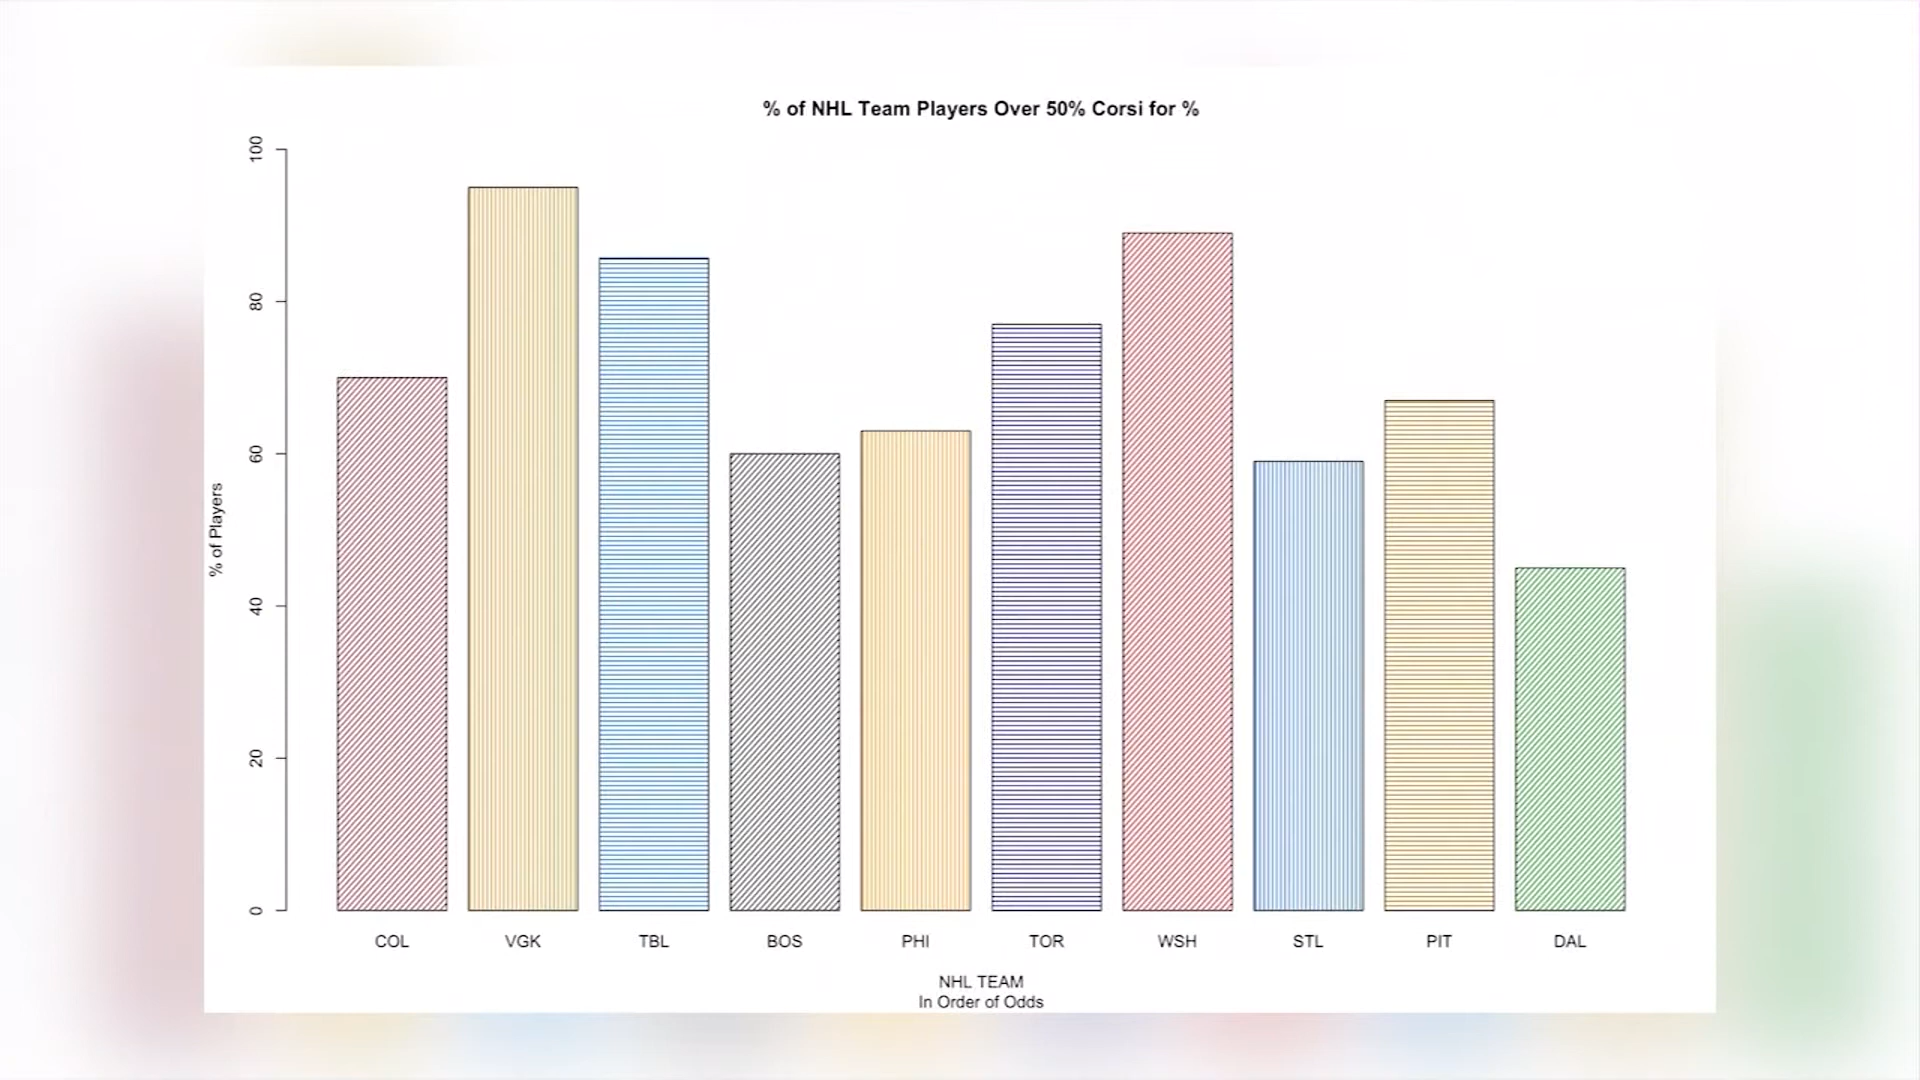 % of NHL Team Players Over 50% Corsi for %
% of Players
100
80
60
40
20
0
COL VGK TBL BOS PHI TOR WSH STL PIT DAL
NHL TEAM
In Order of Odds